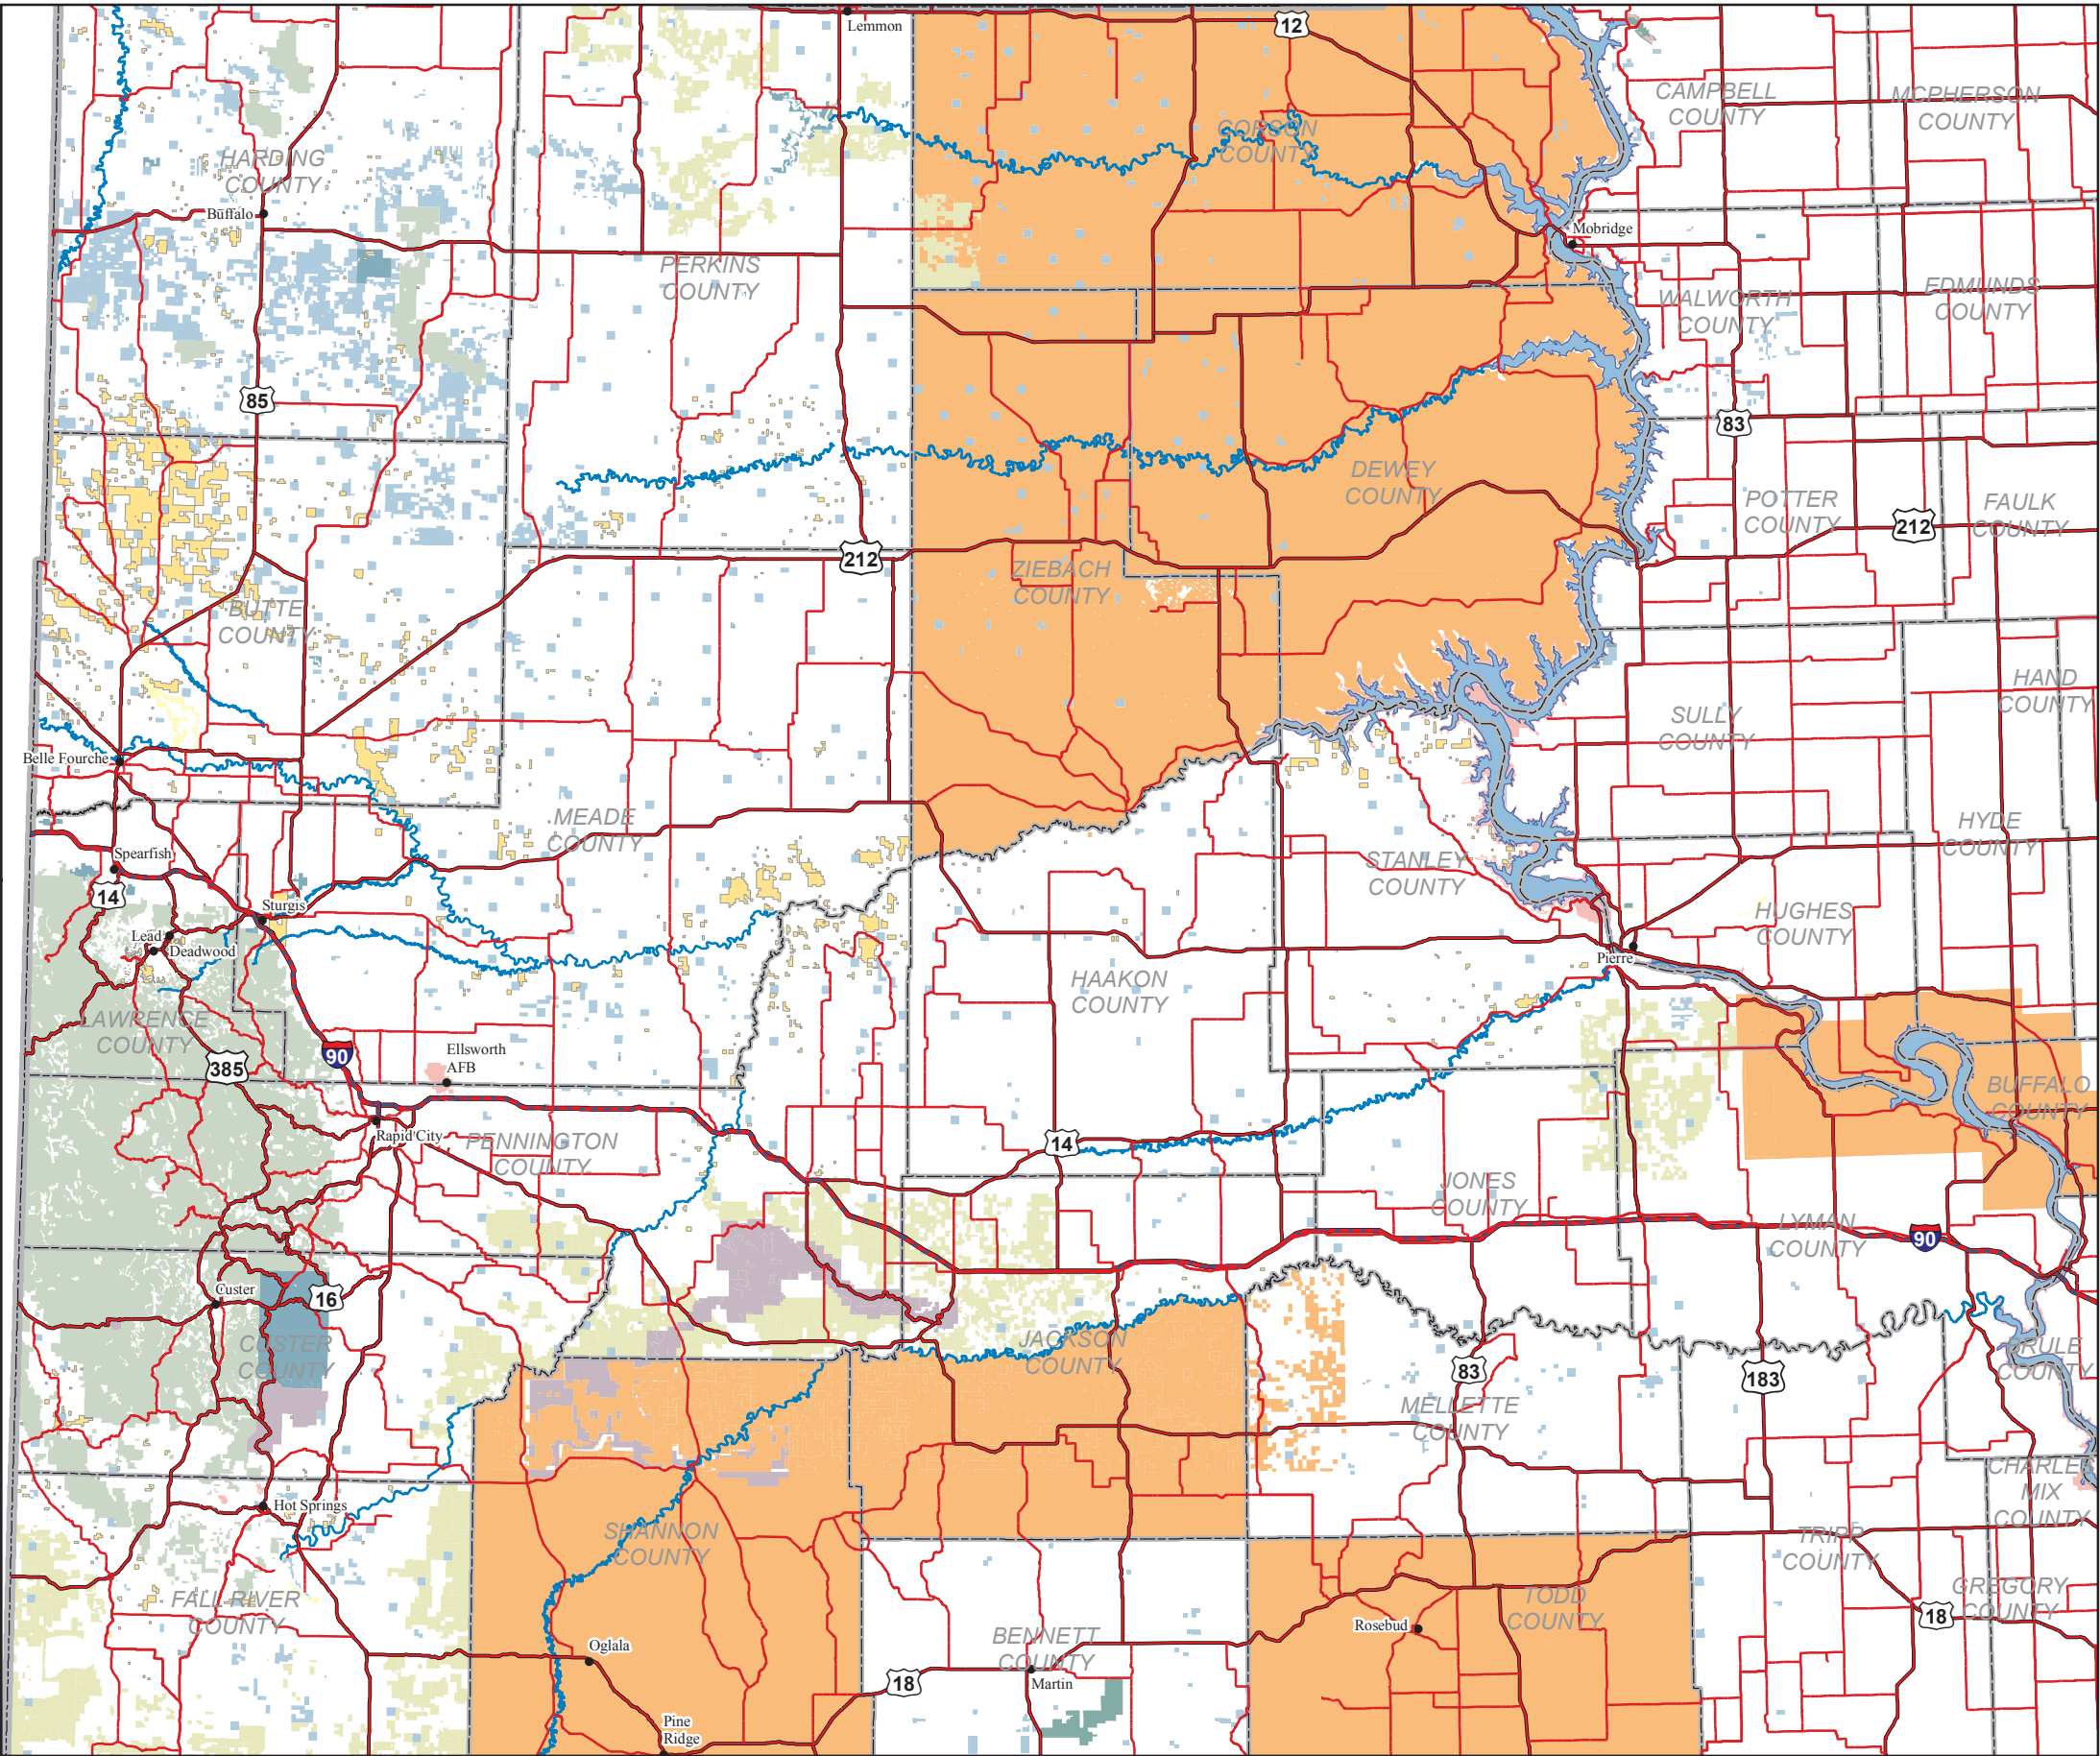 Lemmon
12
CAMPBELL
COUNTY
MCPHERSON
COUNTY
CORSON
COUNTY
HARDING
COUNTY
Buffalo
Mobridge
PERKINS
COUNTY
WALWORTH
COUNTY
EDMUNDS
COUNTY
85
83
DEWEY
COUNTY
POTTER
COUNTY
212
FAULK
COUNTY
212
ZIEBACH
COUNTY
BUTTE
COUNTY
HAND
COUNTY
SULLY
COUNTY
Belle Fourche
MEADE
COUNTY
HYDE
COUNTY
Spearfish
STANLEY
COUNTY
14
Sturgis
HUGHES
COUNTY
Lead
Deadwood
Pierre
HAAKON
COUNTY
LAWRENCE
COUNTY
Ellsworth
AFB
90
385
BUFFALO
COUNTY
Rapid City
PENNINGTON
COUNTY
14
JONES
COUNTY
LYMAN
COUNTY
90
Custer
16
CUSTER
COUNTY
JACKSON
COUNTY
BRULE
COUNTY
83
183
MELLETTE
COUNTY
CHARLES
MIX
COUNTY
Hot Springs
SHANNON
COUNTY
TRIPP
COUNTY
FALL RIVER
COUNTY
TODD
COUNTY
GREGORY
COUNTY
18
Rosebud
Oglala
BENNETT
COUNTY
18
Martin
Pine
Ridge